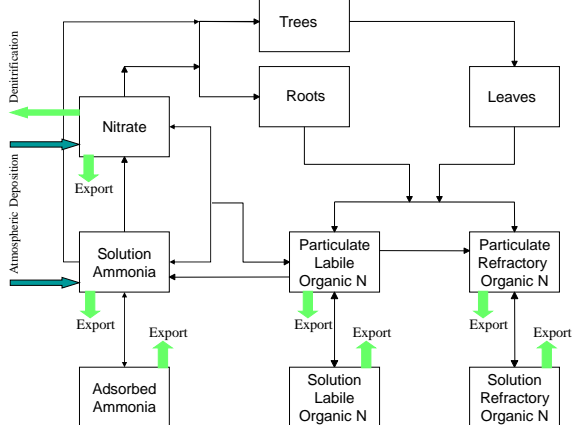 Trees
Denitrification
Roots
Leaves
Nitrate
Export
Atmospheric Deposition
Solution
Ammonia
Particulate
Labile
Organic N
Particulate
Refractory
Organic N
Export
Export
Export
Export
Export
Export
Adsorbed
Ammonia
Solution
Labile
Organic N
Solution
Refractory
Organic N